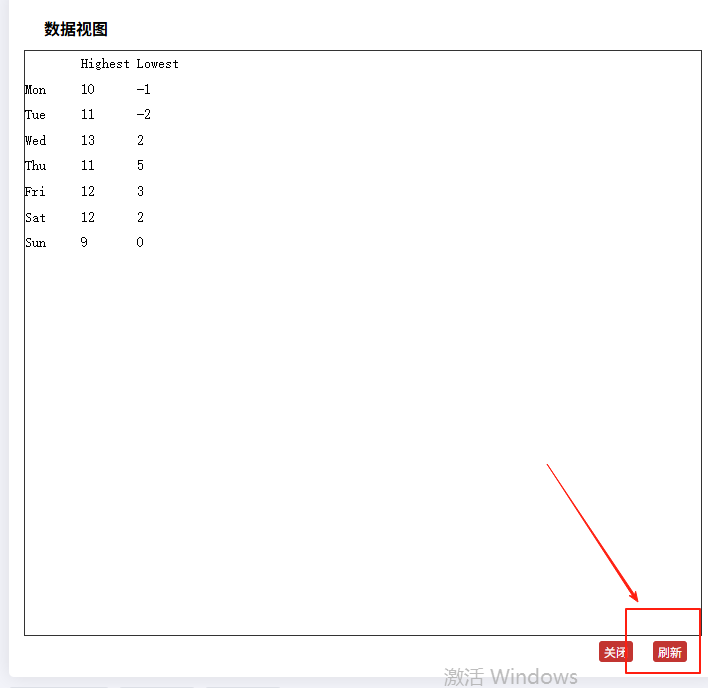 数据视图
Highest Lowest
Mon 10 -1
Tue 11 -2
Wed 13 2
Thu 11 5
Fri 12 3
Sat 12 2
Sun 9 0
关闭 刷新
激活 Windows